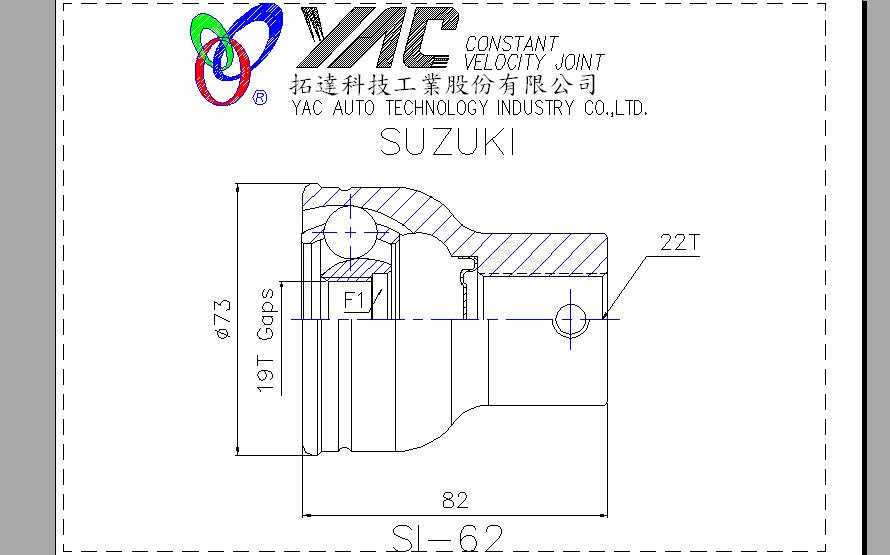 YAC
CONSTANT
VELOCITY JOINT
拓達科技工業股份有限公司
®
YAC AUTO TECHNOLOGY INDUSTRY CO.,LTD.
SUZUKI
22T
F1
ø73
19T Gaps
82
SI-62